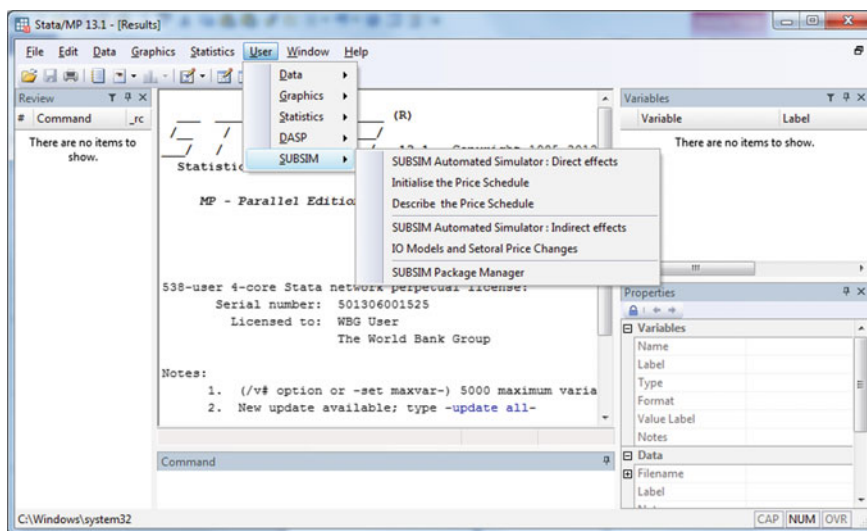 Stata/MP 13.1 - [Results]
File Edit Data Graphics Statistics User Window Help
Review
# Command _rc
There are no items to
show.
Data
Graphics
Statistics
DASP
SUBSIM
SUBSIM Automated Simulator : Direct effects
Initialise the Price Schedule
Describe the Price Schedule
SUBSIM Automated Simulator : Indirect effects
IO Models and Setoral Price Changes
SUBSIM Package Manager
(R)
Statistic
MP - Parallel Editio
538-user 4-core Stata network perpetual license:
Serial number: 501306001525
Licensed to: WBG User
The World Bank Group
Notes:
1. (/v# option or -set maxvar-) 5000 maximum varia
2. New update available; type -update all-
Command
Variables
Variable Label
There are no items to show.
Properties
Variables
Name
Label
Type
Format
Value Label
Notes
Data
Filename
Label
C:\Windows\system32
CAP NUM OVR